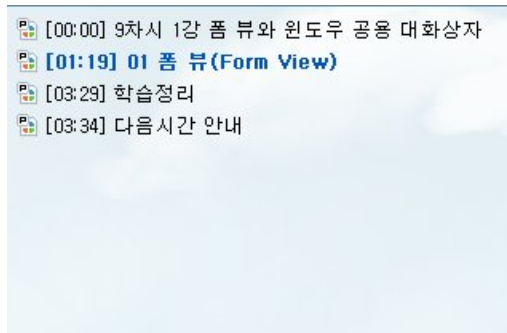 [00:00] 9차시 1강 폼 뷰와 윈도우 공용 대화상자
[01:19] 01 폼 뷰(Form View)
[03:29] 학습정리
[03:34] 다음시간 안내